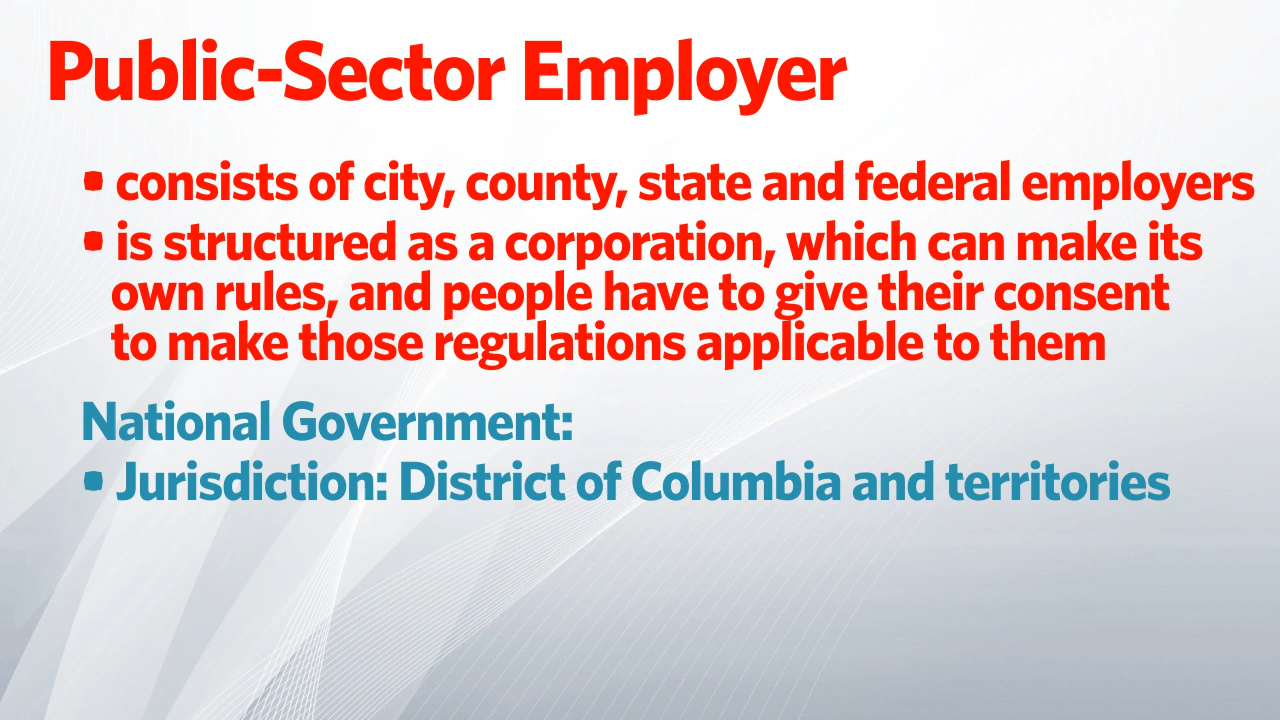 Public-Sector Employer
• consists of city, county, state and federal employers
• is structured as a corporation, which can make its
own rules, and people have to give their consent
to make those regulations applicable to them
National Government:
• Jurisdiction: District of Columbia and territories